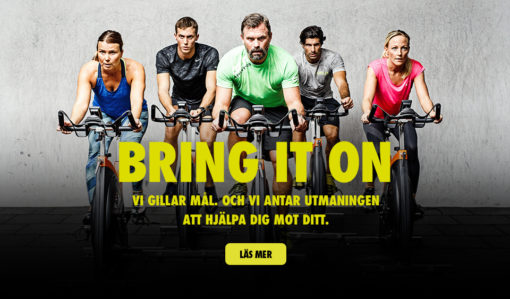 BRING IT ON
VI GILLAR MÅL. OCH VI ANTAR UTMANINGEN
ATT HJÄLPA DIG MOT DITT.
LÄS MER